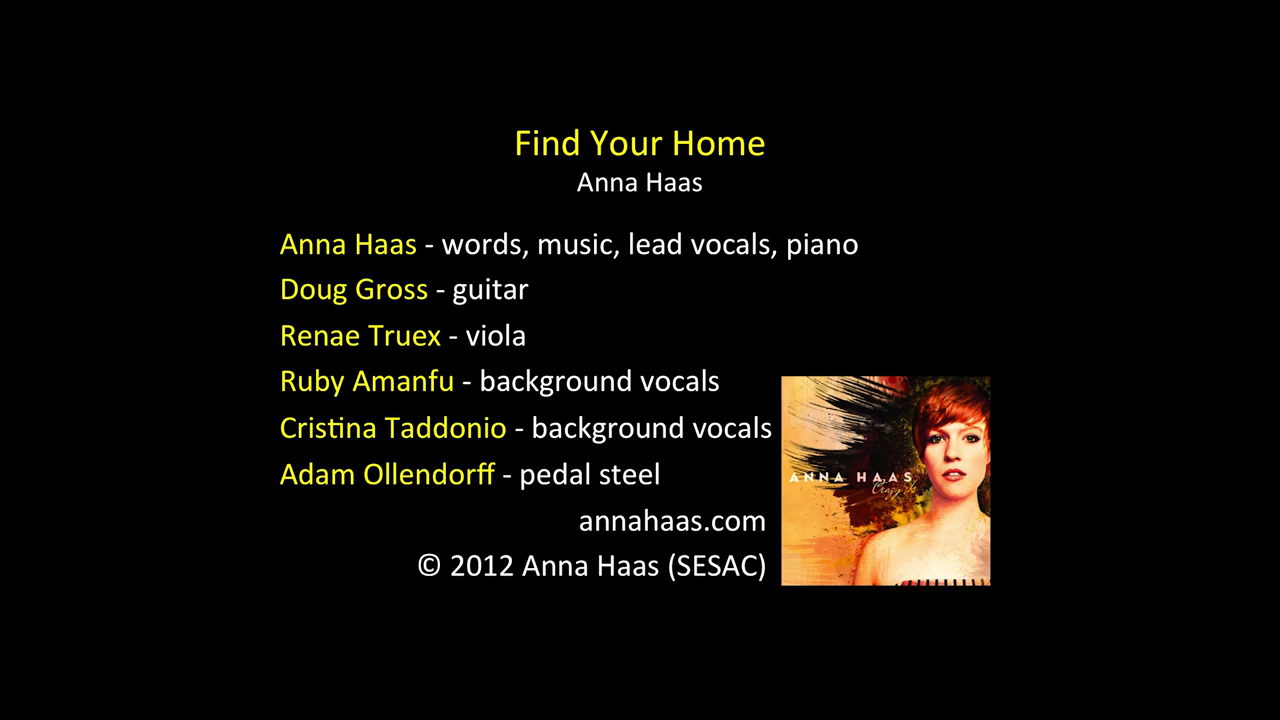 Find Your Home
Anna Haas
Anna Haas - words, music, lead vocals, piano
Doug Gross - guitar
Renae Truex - viola
Ruby Amanfu - background vocals
Cristina Taddonio - background vocals
Adam Ollendorff - pedal steel
ANNA HAAS
annahaas.com
© 2012 Anna Haas (SESAC)